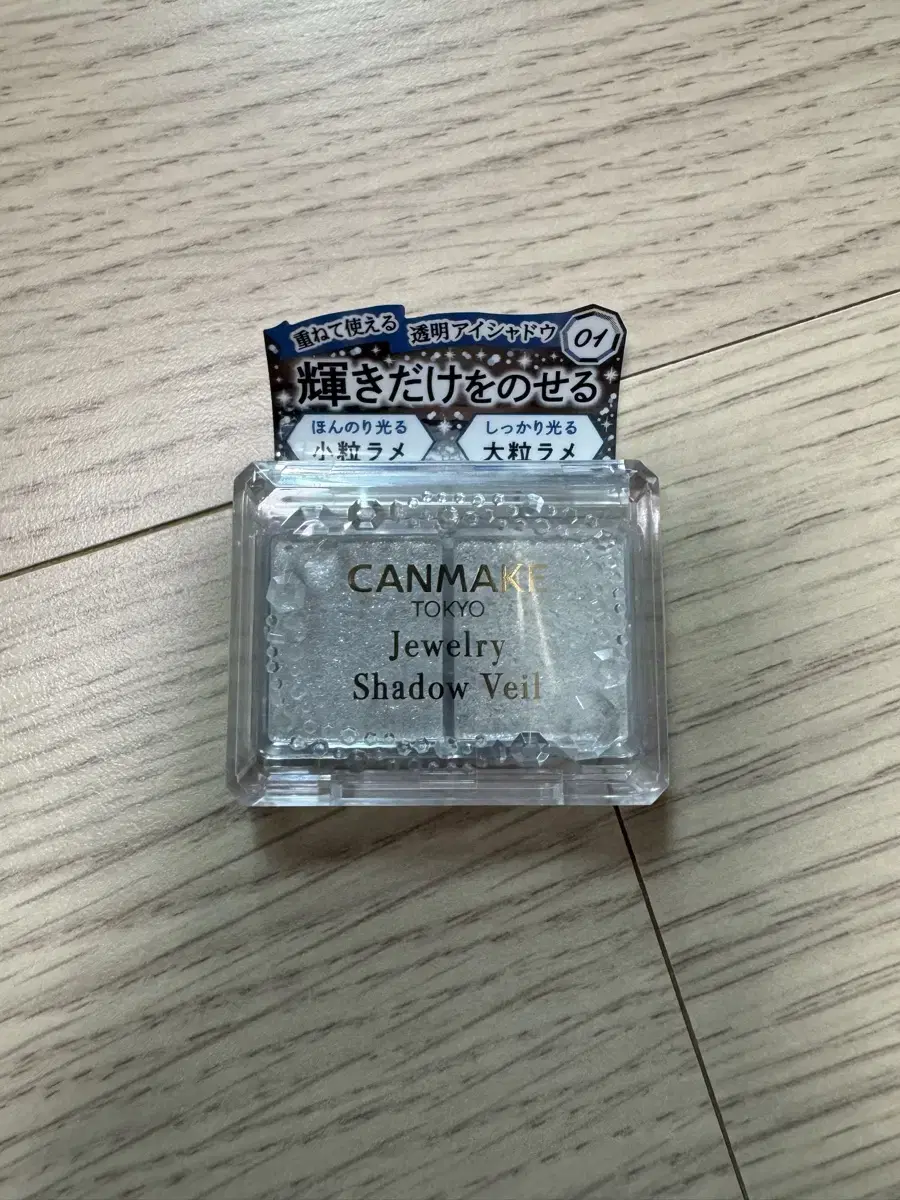 重ねて使える 透明アイシャドウ 01
輝きだけをのせる
ほんのり光る しっかり光る
小粒ラメ 大粒ラメ
CANMAKE
TOKYO
Jewelry
Shadow Veil